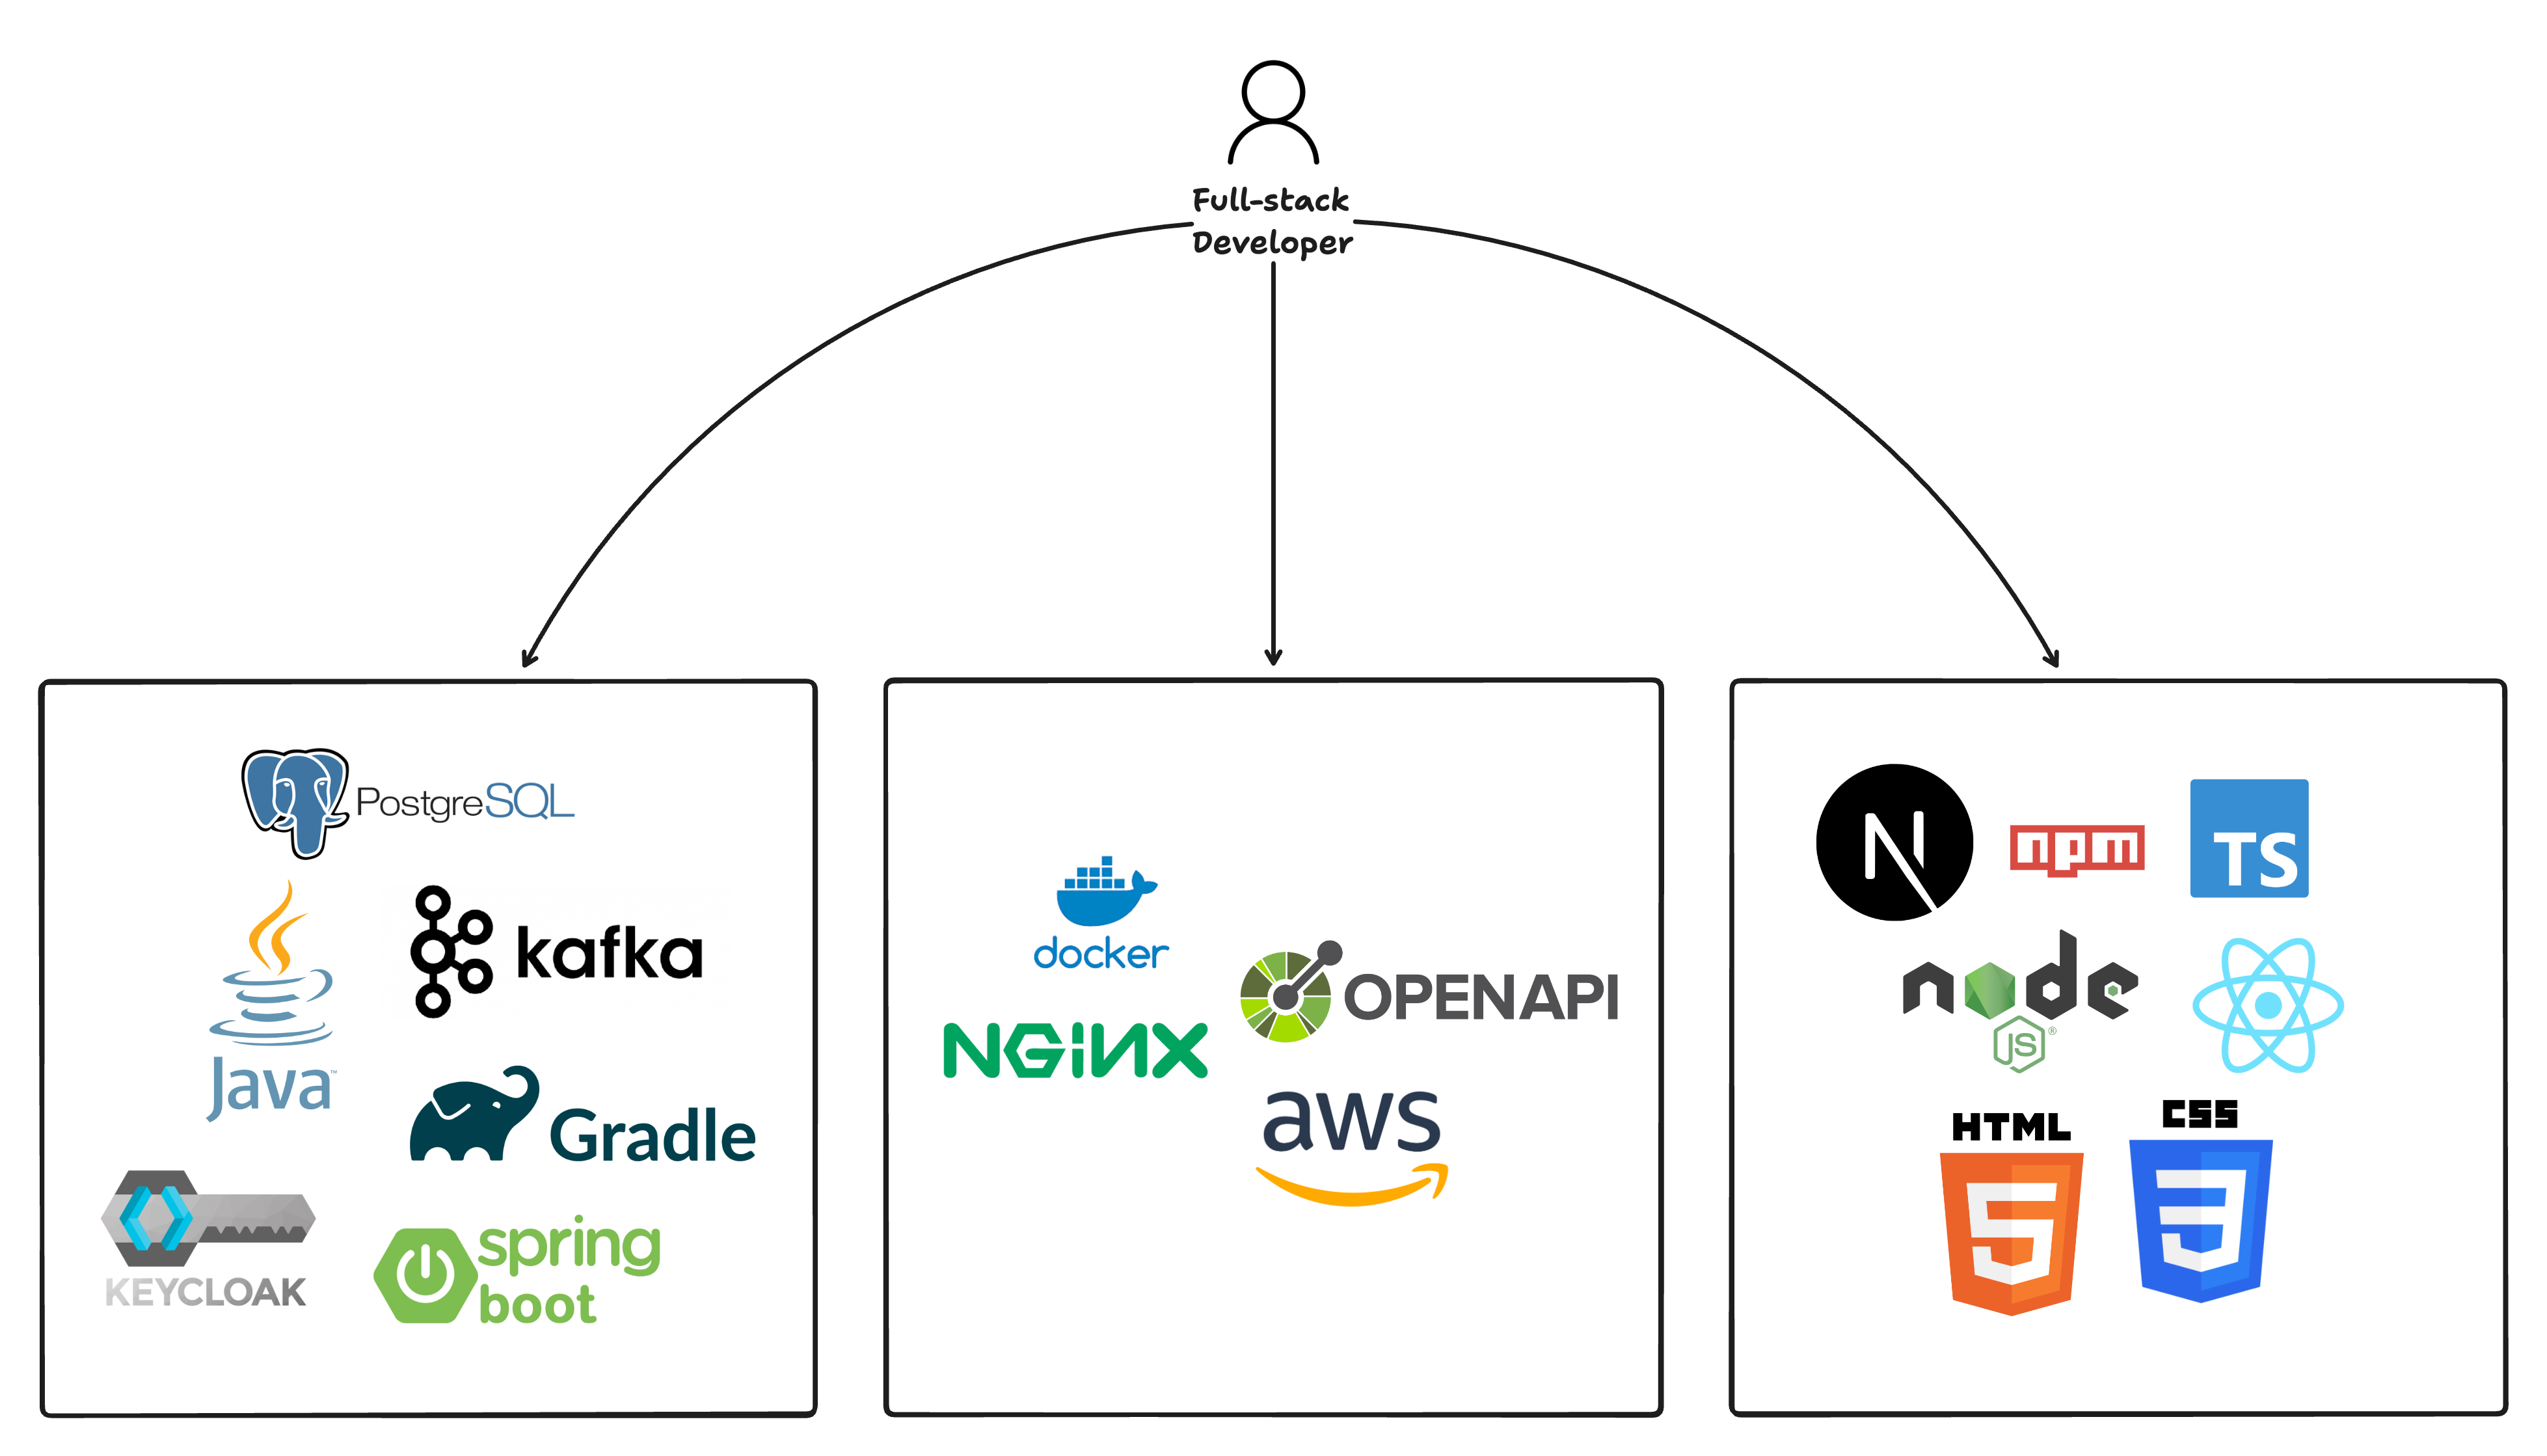 Full-stack
Developer
PostgreSQL
kafka
Java™
Gradle
KEYCLOAK
spring
boot
docker
OPENAPI
NGINX
aws
N
npm
TS
node
JS®
HTML
5
CSS
3